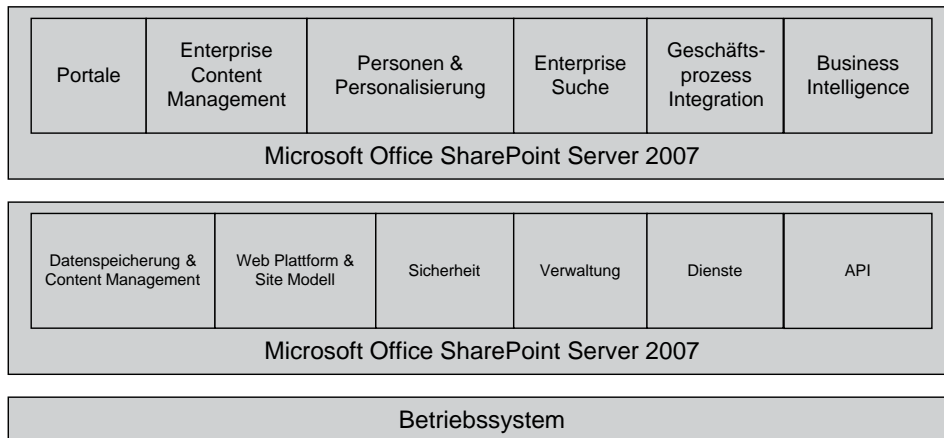 Portale
Enterprise
Content
Management
Personen &
Personalisierung
Enterprise
Suche
Geschäfts-
prozess
Integration
Business
Intelligence
Microsoft Office SharePoint Server 2007
Datenspeicherung &
Content Management
Web Plattform &
Site Modell
Sicherheit
Verwaltung
Dienste
API
Microsoft Office SharePoint Server 2007
Betriebssystem